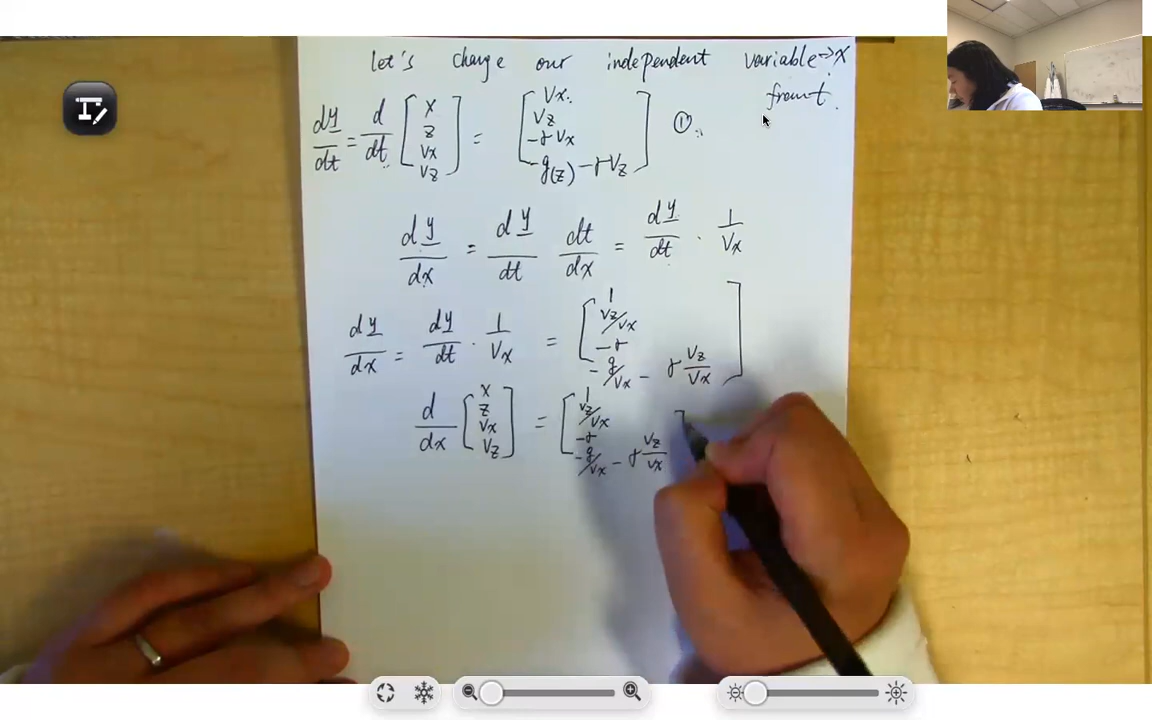 Let's change our independent variable → x
from t.
dy/dt = d/dt [x z vx vz] = [vx vz -γvx -g(z) - γvz] ①
dy/dx = dy/dt dt/dx = dy/dt · 1/vx
dy/dx = dy/dt · 1/vx = [1 vz/vx -γ -g/vx - γ vz/vx]
d/dx [x z vx vz] = [1 vz/vx -γ -g/vx - γ vz/vx]